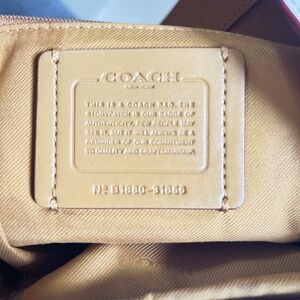 COACH
NEW YORK
THIS IS A COACH BAG. THE
STORYPATCH IS OUR BADGE OF
AUTHENTICITY. FEW PEOPLE MAY
SEE IT, BUT IT WILL ALWAYS BE A
REMINDER OF OUR COMMITMENT
TO QUALITY AND CRAFTSMANSHIP.
Nº B1880-31866